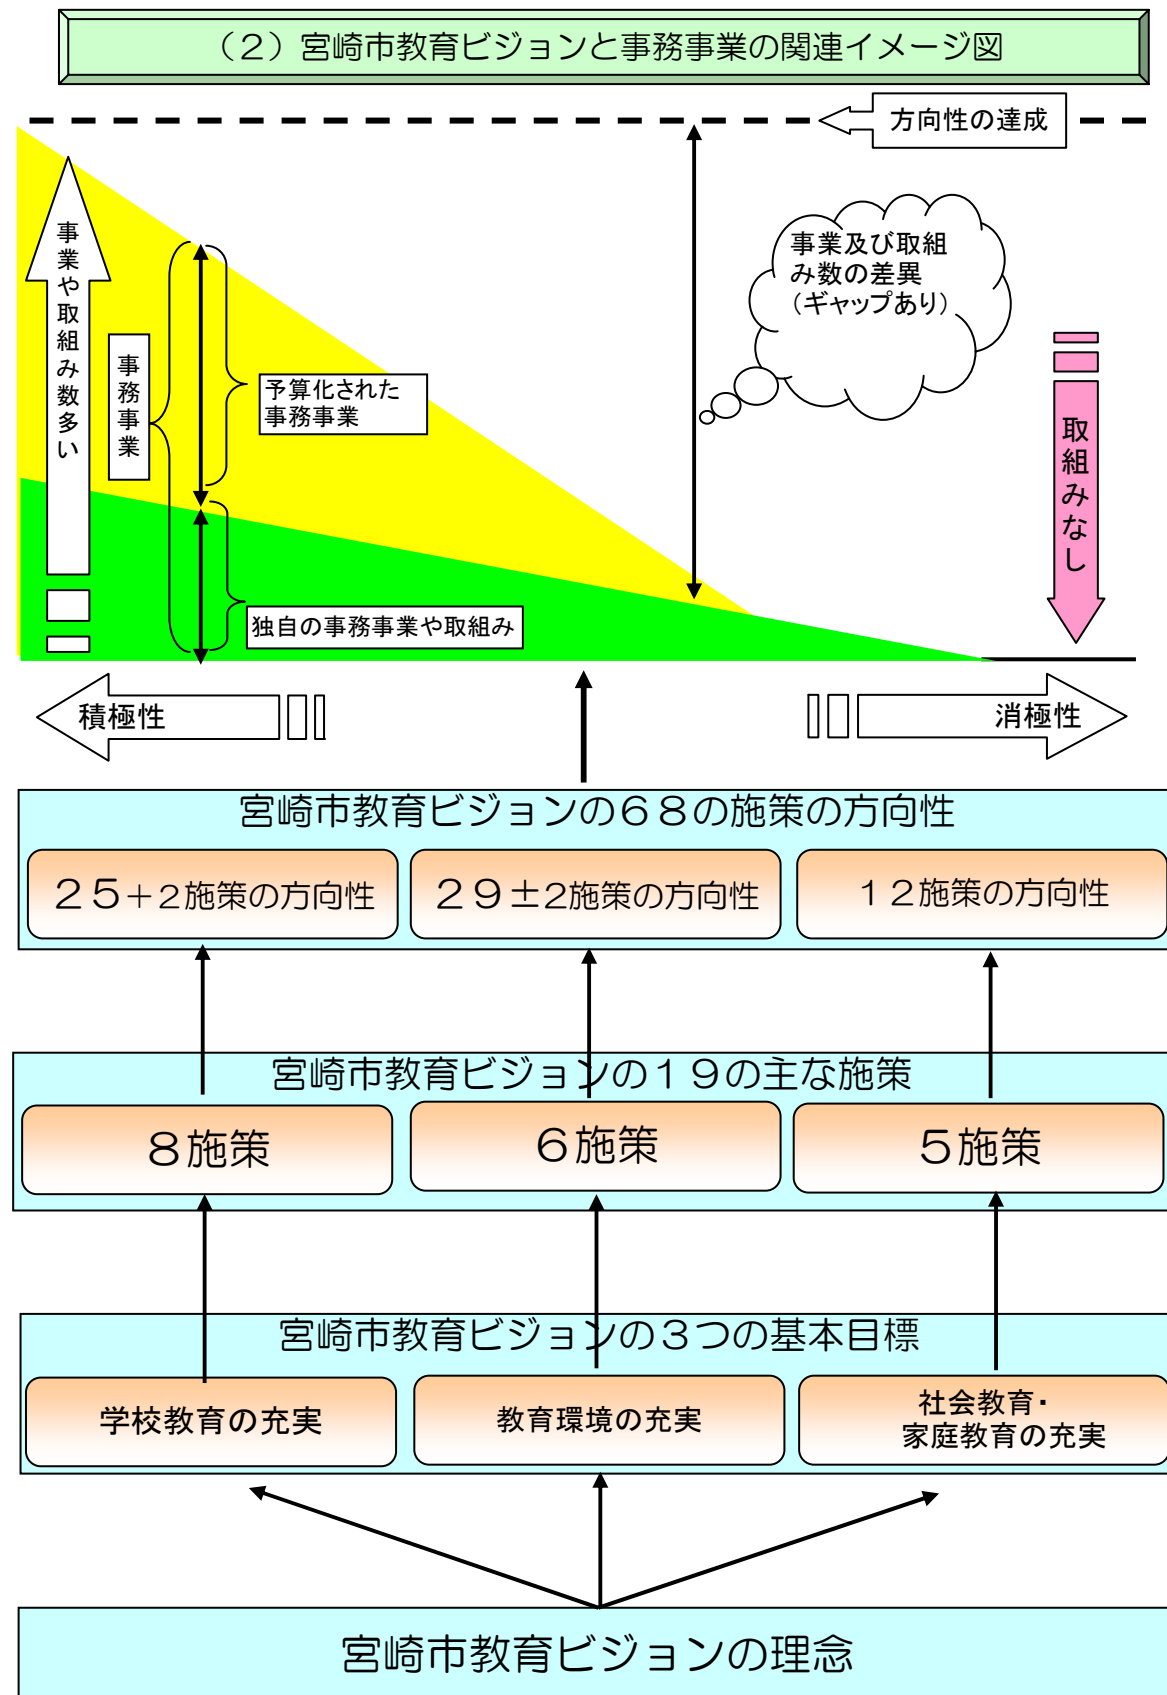 （２）宮崎市教育ビジョンと事務事業の関連イメージ図
方向性の達成
事業や取組み数多い
事務事業
予算化された
事務事業
独自の事務事業や取組み
事業及び取組
み数の差異
（ギャップあり）
取組みなし
積極性
消極性
宮崎市教育ビジョンの６８の施策の方向性
２５＋２施策の方向性
２９±２施策の方向性
１２施策の方向性
宮崎市教育ビジョンの１９の主な施策
８施策
６施策
５施策
宮崎市教育ビジョンの３つの基本目標
学校教育の充実
教育環境の充実
社会教育・
家庭教育の充実
宮崎市教育ビジョンの理念